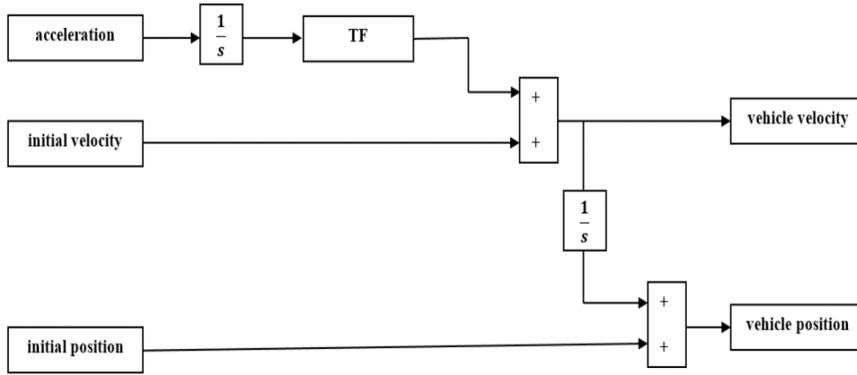 acceleration
1
s
TF
+
+
initial velocity
vehicle velocity
1
s
+
+
initial position
vehicle position